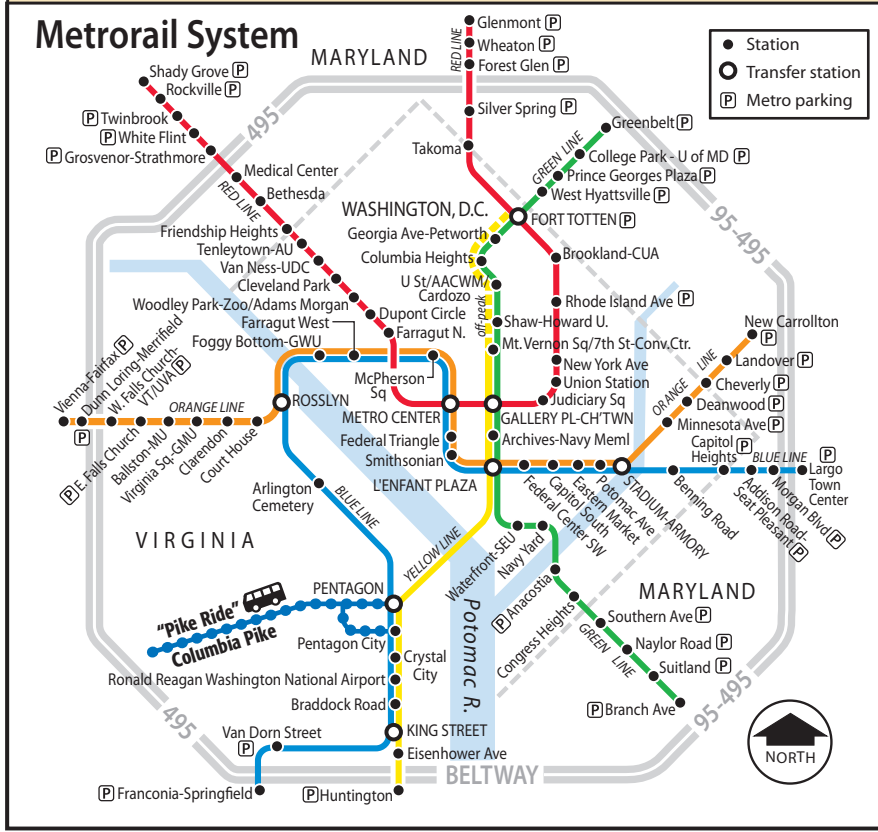 Metrorail System
MARYLAND
Glenmont P
Wheaton P
Forest Glen P
RED LINE
Silver Spring P
Takoma
Station
Transfer station
P Metro parking
Shady Grove P
Rockville P
P Twinbrook
P White Flint
P Grosvenor-Strathmore
495
Medical Center
Bethesda
RED LINE
Friendship Heights
Tenleytown-AU
Van Ness-UDC
Cleveland Park
Woodley Park-Zoo/Adams Morgan
Dupont Circle
Farragut N.
Farragut West
Foggy Bottom-GWU
McPherson
Sq
Greenbelt P
GREEN LINE
College Park - U of MD P
Prince Georges Plaza P
West Hyattsville P
95-495
WASHINGTON, D.C.
FORT TOTTEN P
Georgia Ave-Petworth
Columbia Heights
Brookland-CUA
U St/AACWM/
Cardozo
off-peak
Rhode Island Ave P
Shaw-Howard U.
Mt. Vernon Sq/7th St-Conv.Ctr.
New York Ave
Union Station
Judiciary Sq
METRO CENTER
GALLERY PL-CH'TWN
Federal Triangle
Archives-Navy Meml
Smithsonian
L'ENFANT PLAZA
New Carrollton
P
Landover P
ORANGE LINE
Cheverly P
Deanwood P
Minnesota Ave P
Capitol
Heights
P
BLUE LINE
P
Largo
Town
Center
Vienna-Fairfax P
P
Dunn Loring-Merrifield
W. Falls Church-
VT/UVA P
ORANGE LINE
ROSSLYN
P E. Falls Church
Ballston-MU
Virginia Sq-GMU
Clarendon
Court House
Federal Center SW
Capitol South
Eastern Market
Potomac Ave
STADIUM-ARMORY
Benning Road
Addison Road-
Seat Pleasant P
Morgan Blvd P
Arlington
Cemetery
BLUE LINE
VIRGINIA
YELLOW LINE
Waterfront-SEU
Navy Yard
P Anacostia
Congress Heights
MARYLAND
PENTAGON
"Pike Ride"
Columbia Pike
Pentagon City
Crystal
City
Potomac R.
Southern Ave P
GREEN LINE
Naylor Road P
Suitland P
P Branch Ave
95-495
Ronald Reagan Washington National Airport
Braddock Road
495
Van Dorn Street
P
KING STREET
Eisenhower Ave
BELTWAY
P Franconia-Springfield
P Huntington
NORTH